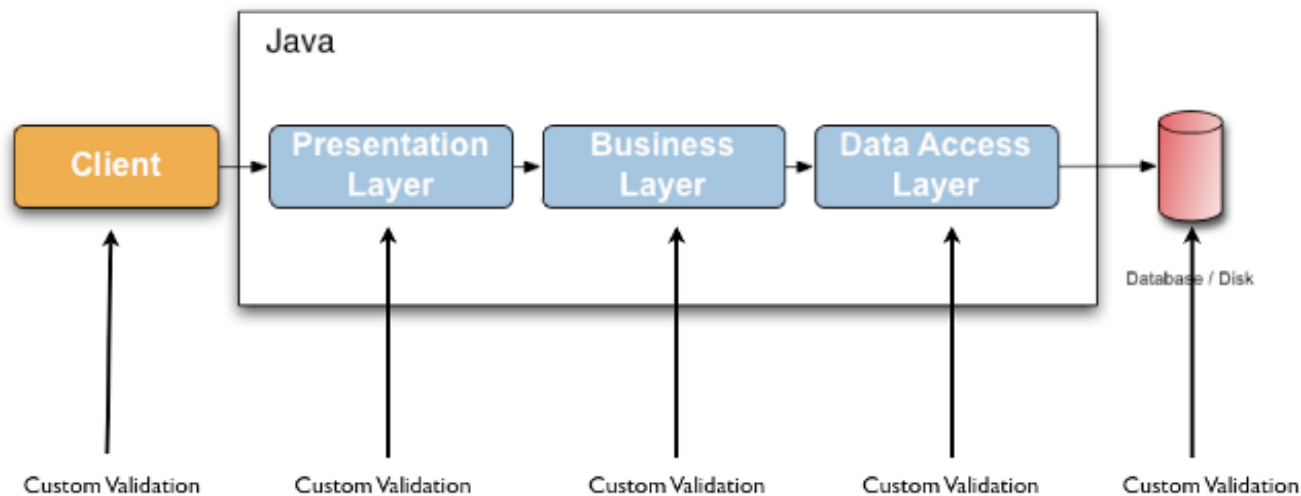 Java
Client
Presentation
Layer
Business
Layer
Data Access
Layer
Database / Disk
Custom Validation
Custom Validation
Custom Validation
Custom Validation
Custom Validation